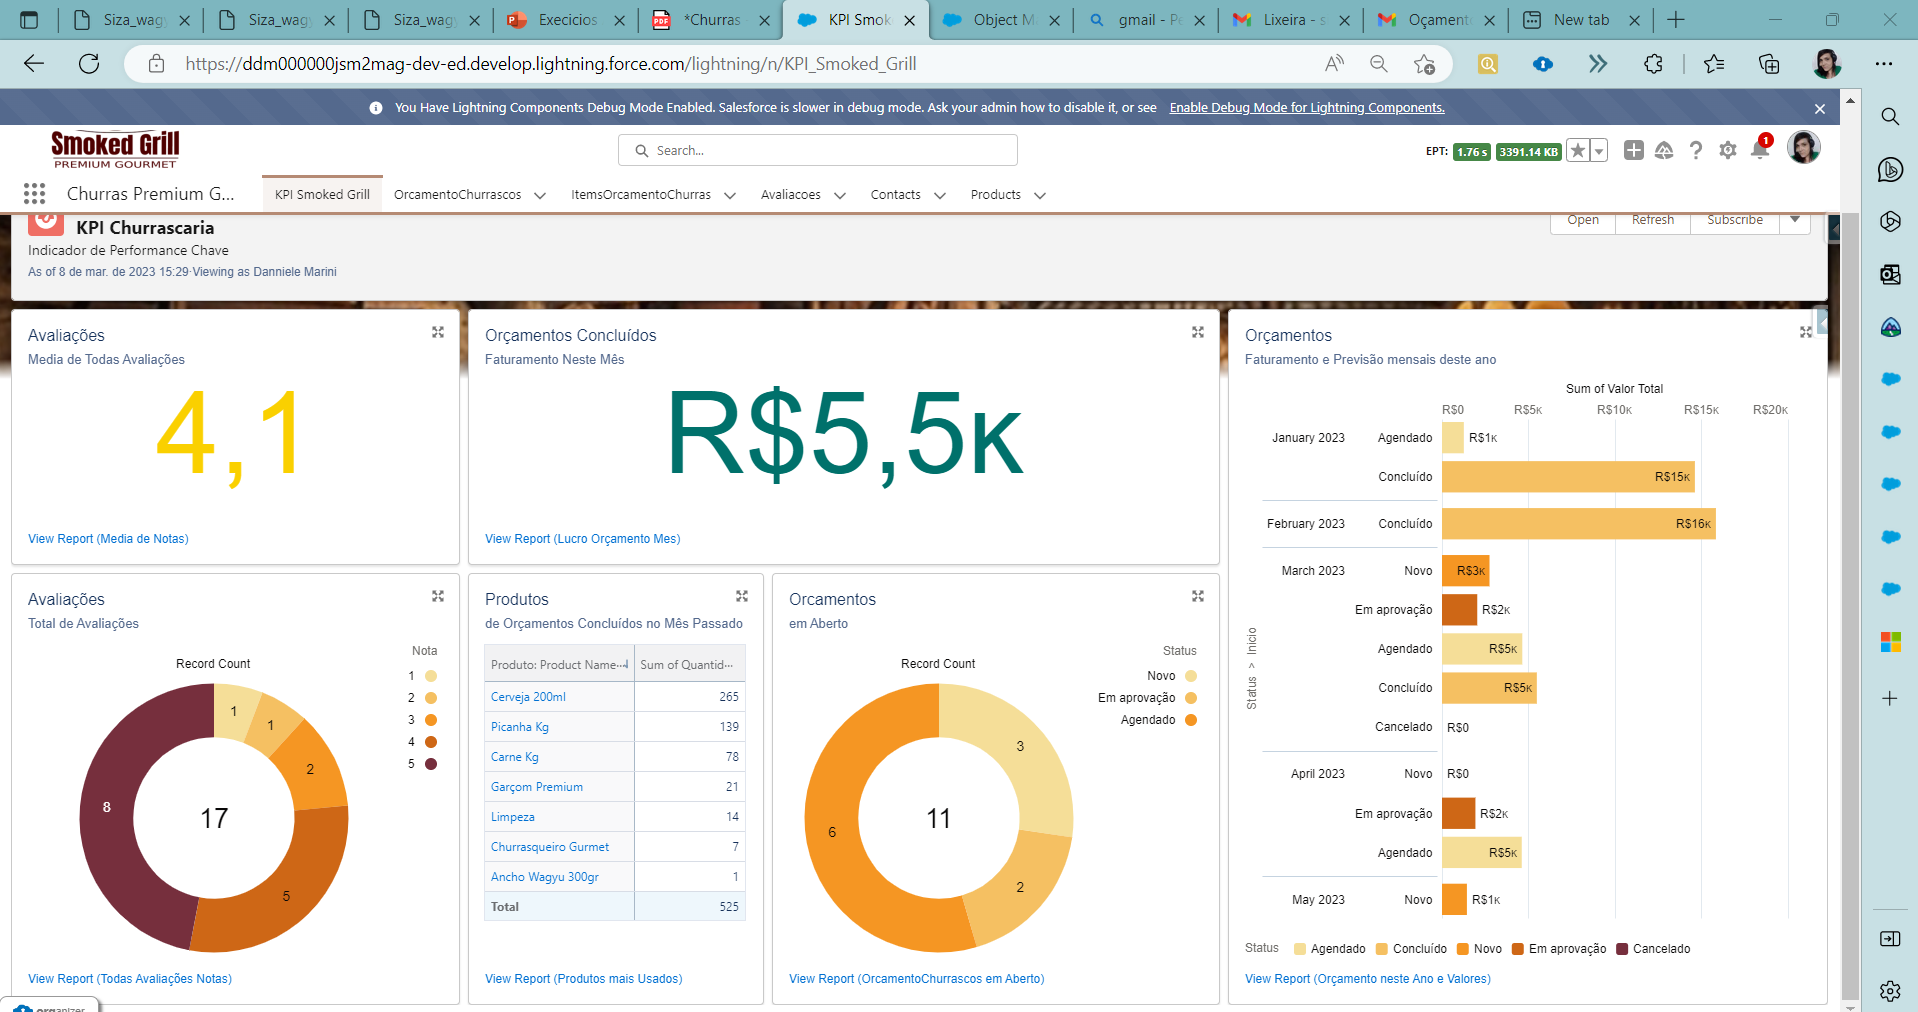 Siza_wag
Siza_wag
Siza_wag
Execicios
*Churras
KPI Smok
Object M
gmail - Pe
Lixeira - s
Orçament
New tab
https://ddm000000jsm2mag-dev-ed.develop.lightning.force.com/lightning/n/KPI_Smoked_Grill
You Have Lightning Components Debug Mode Enabled. Salesforce is slower in debug mode. Ask your admin how to disable it, or see Enable Debug Mode for Lightning Components.
Smoked Grill
PREMIUM GOURMET
Search...
EPT: 1.76 s 3391.14 KB
1
Churras Premium G...
KPI Smoked Grill
OrcamentoChurrascos
ItemsOrcamentoChurras
Avaliacoes
Contacts
Products
KPI Churrascaria
Indicador de Performance Chave
As of 8 de mar. de 2023 15:29·Viewing as Danniele Marini
Open
Refresh
Subscribe
Avaliações
Media de Todas Avaliações
4,1
View Report (Media de Notas)
Orçamentos Concluídos
Faturamento Neste Mês
R$5,5K
View Report (Lucro Orçamento Mes)
Orçamentos
Faturamento e Previsão mensais deste ano
Sum of Valor Total
R$0 R$5K R$10K R$15K R$20K
January 2023 Agendado R$1K
Concluído R$15K
February 2023 Concluído R$16K
March 2023 Novo R$3K
Em aprovação R$2K
Agendado R$5K
Concluído R$5K
Cancelado R$0
April 2023 Novo R$0
Em aprovação R$2K
Agendado R$5K
May 2023 Novo R$1K
Status > Inicio
Status Agendado Concluído Novo Em aprovação Cancelado
View Report (Orçamento neste Ano e Valores)
Avaliações
Total de Avaliações
Record Count
Nota
1
2
3
4
5
1
1
2
5
8
17
View Report (Todas Avaliações Notas)
Produtos
de Orçamentos Concluídos no Mês Passado
Produto: Product Name... Sum of Quantid...
Cerveja 200ml 265
Picanha Kg 139
Carne Kg 78
Garçom Premium 21
Limpeza 14
Churrasqueiro Gurmet 7
Ancho Wagyu 300gr 1
Total 525
View Report (Produtos mais Usados)
Orcamentos
em Aberto
Record Count
Status
Novo
Em aprovação
Agendado
3
2
6
11
View Report (OrcamentoChurrascos em Aberto)
organizer